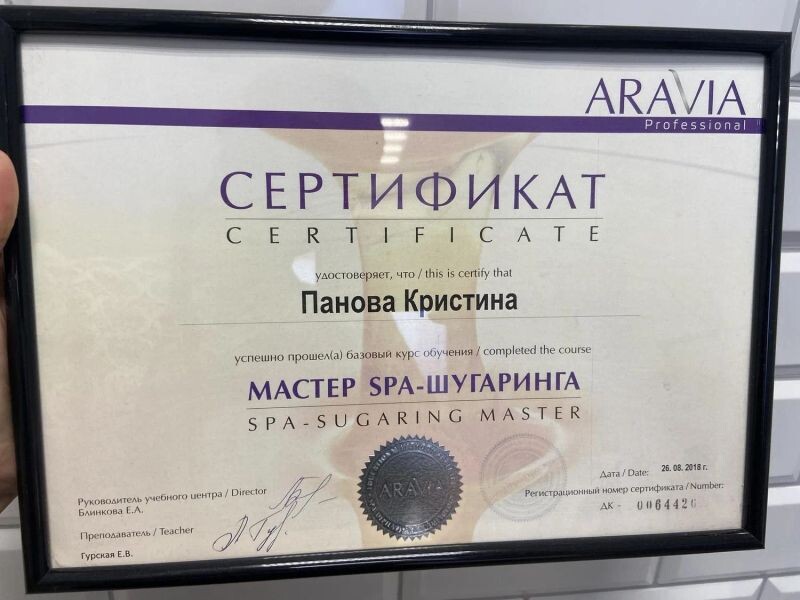 ARAVIA
Professional
СЕРТИФИКАТ
CERTIFICATE
удостоверяет, что / this is certify that
Панова Кристина
успешно прошел(а) базовый курс обучения / completed the course
МАСТЕР SPA-ШУГАРИНГА
SPA-SUGARING MASTER
ARAVIA
Дата / Date: 26. 08. 2018 г.
Регистрационный номер сертификата / Number:
ДК - 0064426
Руководитель учебного центра / Director
Блинкова Е.А.
Преподаватель / Teacher
Гурская Е.В.